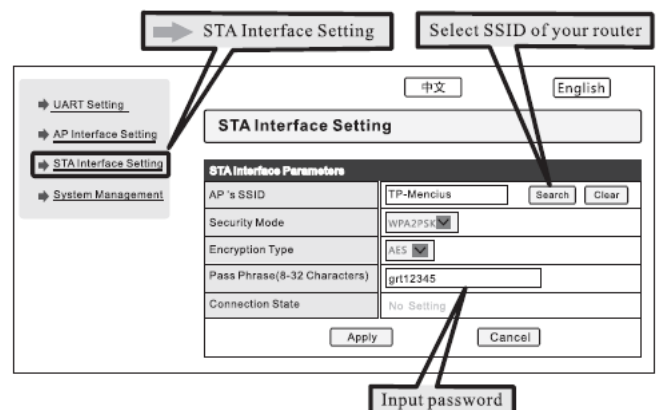 STA Interface Setting
Select SSID of your router
中文
English
UART Setting
AP Interface Setting
STA Interface Setting
System Management
STA Interface Setting
STA Interface Parameters
AP 's SSID
TP-Mencius
Search
Clear
Security Mode
WPA2PSK
Encryption Type
AES
Pass Phrase(8-32 Characters)
grt12345
Connection State
No Setting
Apply
Cancel
Input password